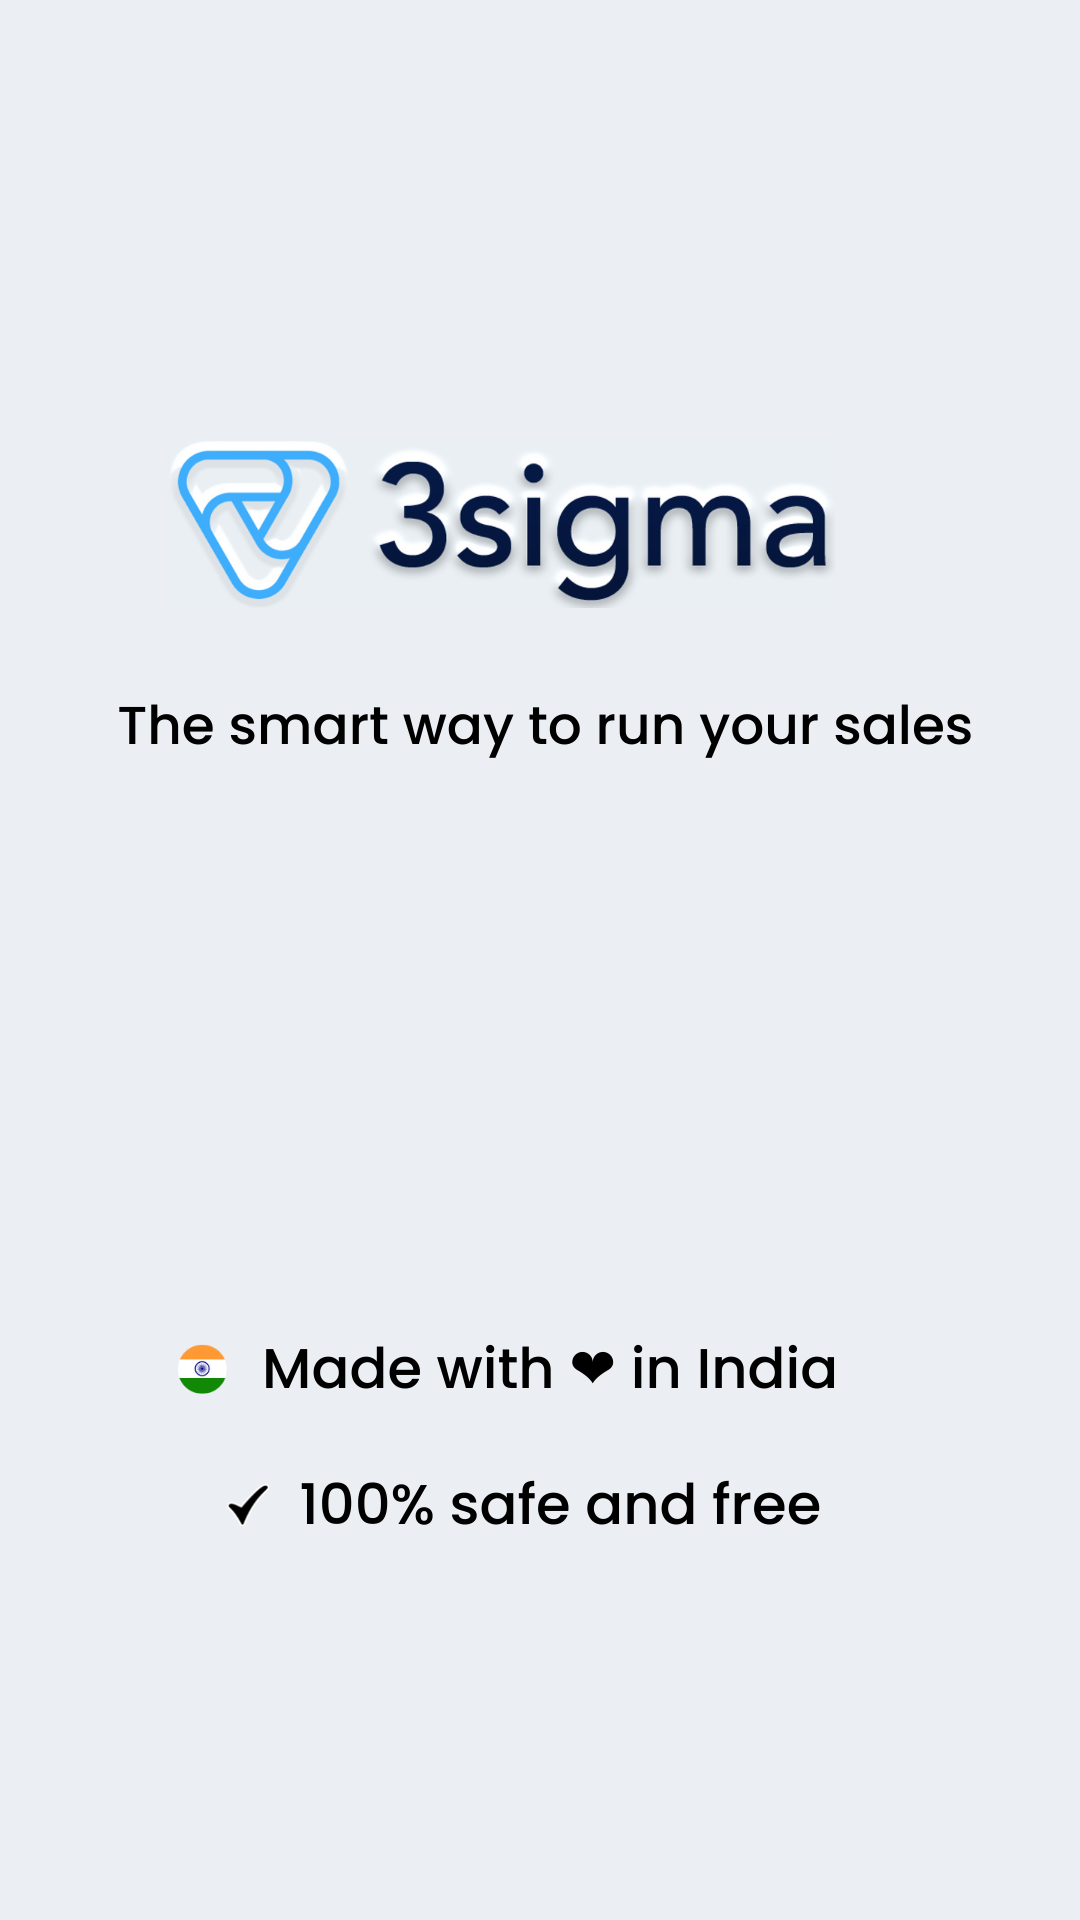 3sigma
The smart way to run your sales
Made with ❤ in India
✓ 100% safe and free